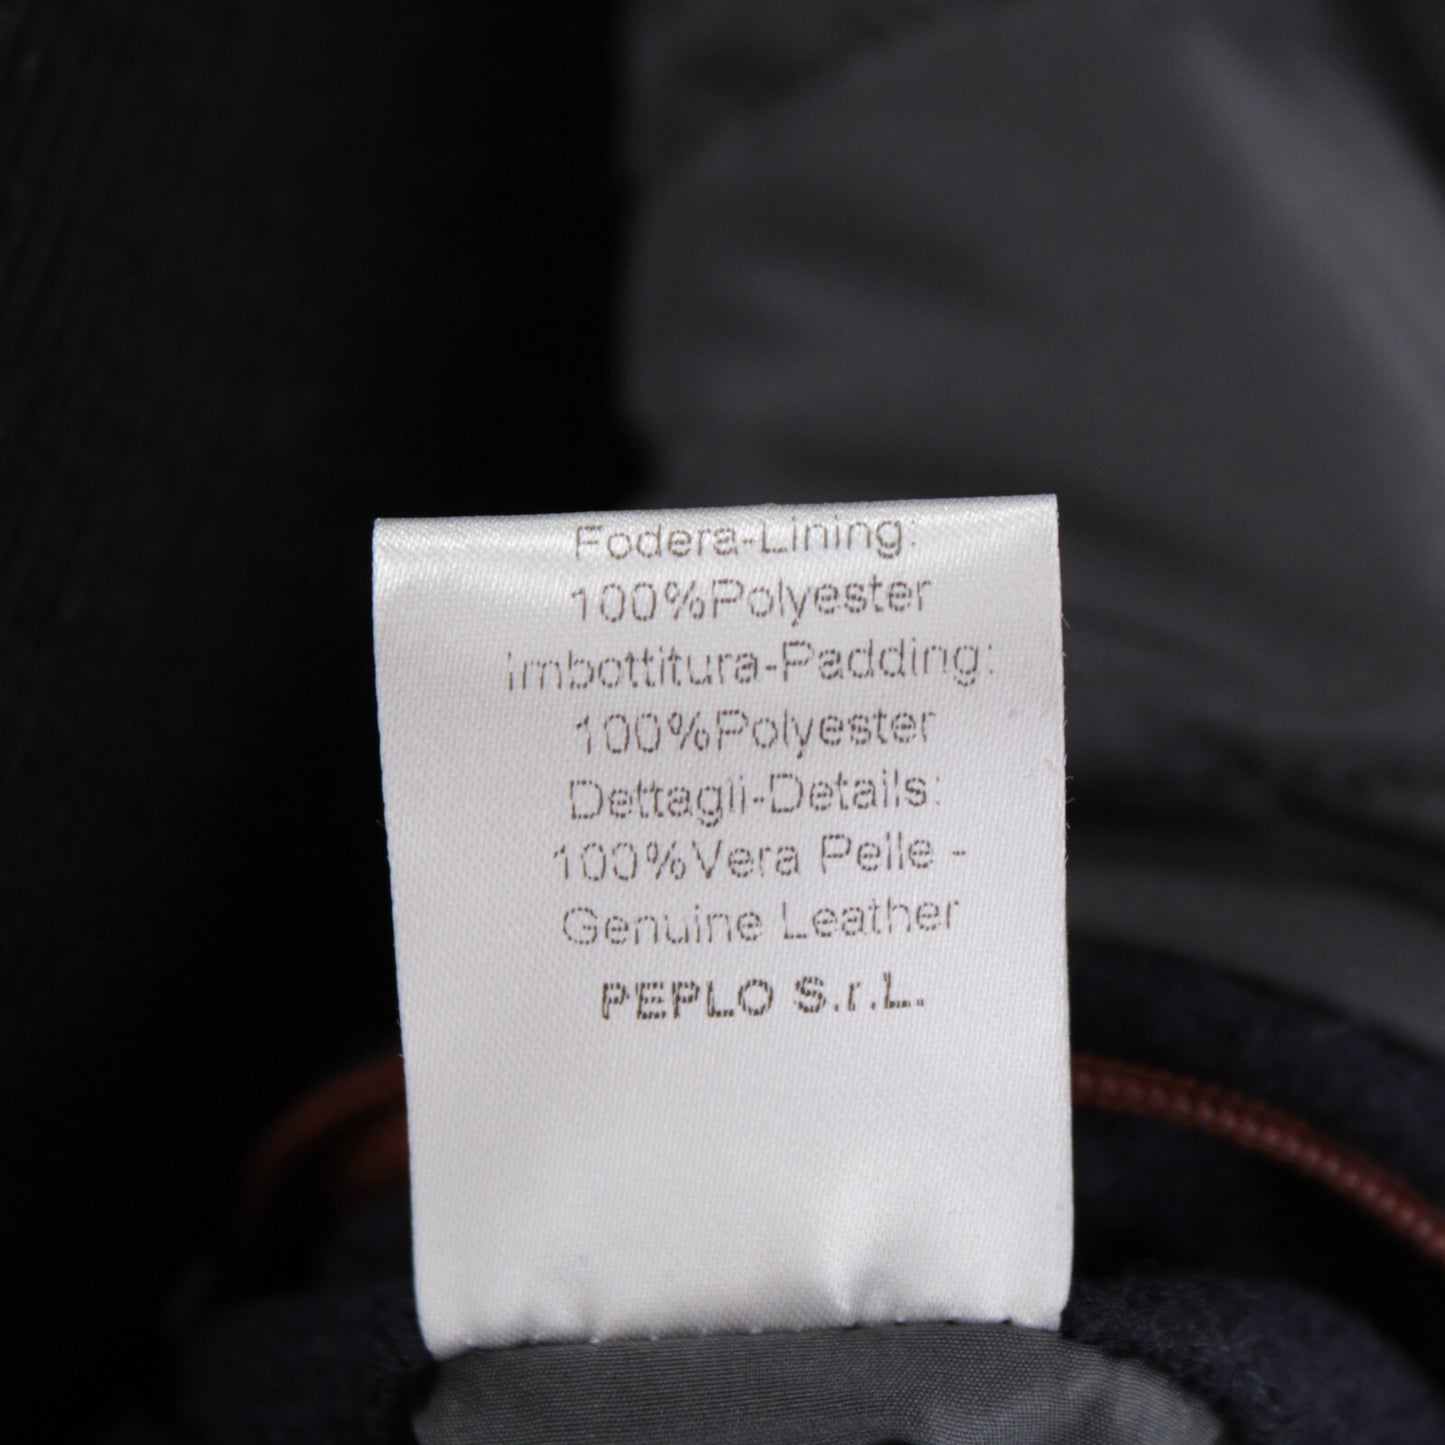 Fodera-Lining:
100%Polyester
Imbottitura-Padding:
100%Polyester
Dettagli-Details:
100%Vera Pelle -
Genuine Leather
PEPLO S.r.L.